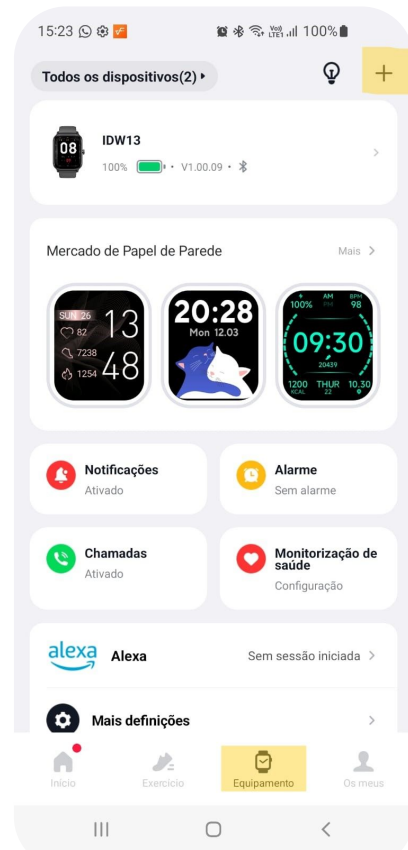 15:23 100%
Todos os dispositivos(2)
08
IDW13
100% • V1.00.09 •
Mercado de Papel de Parede Mais
SUN 26
13
82
7238
48
1254
20:28
Mon 12.03
100% AM PM BPM 98
09:30
20439
1200 KCAL THUR 22 10.30
Notificações
Ativado
Alarme
Sem alarme
Chamadas
Ativado
Monitorização de saúde
Configuração
alexa Alexa Sem sessão iniciada
Mais definições
Início Exercício Equipamento Os meus